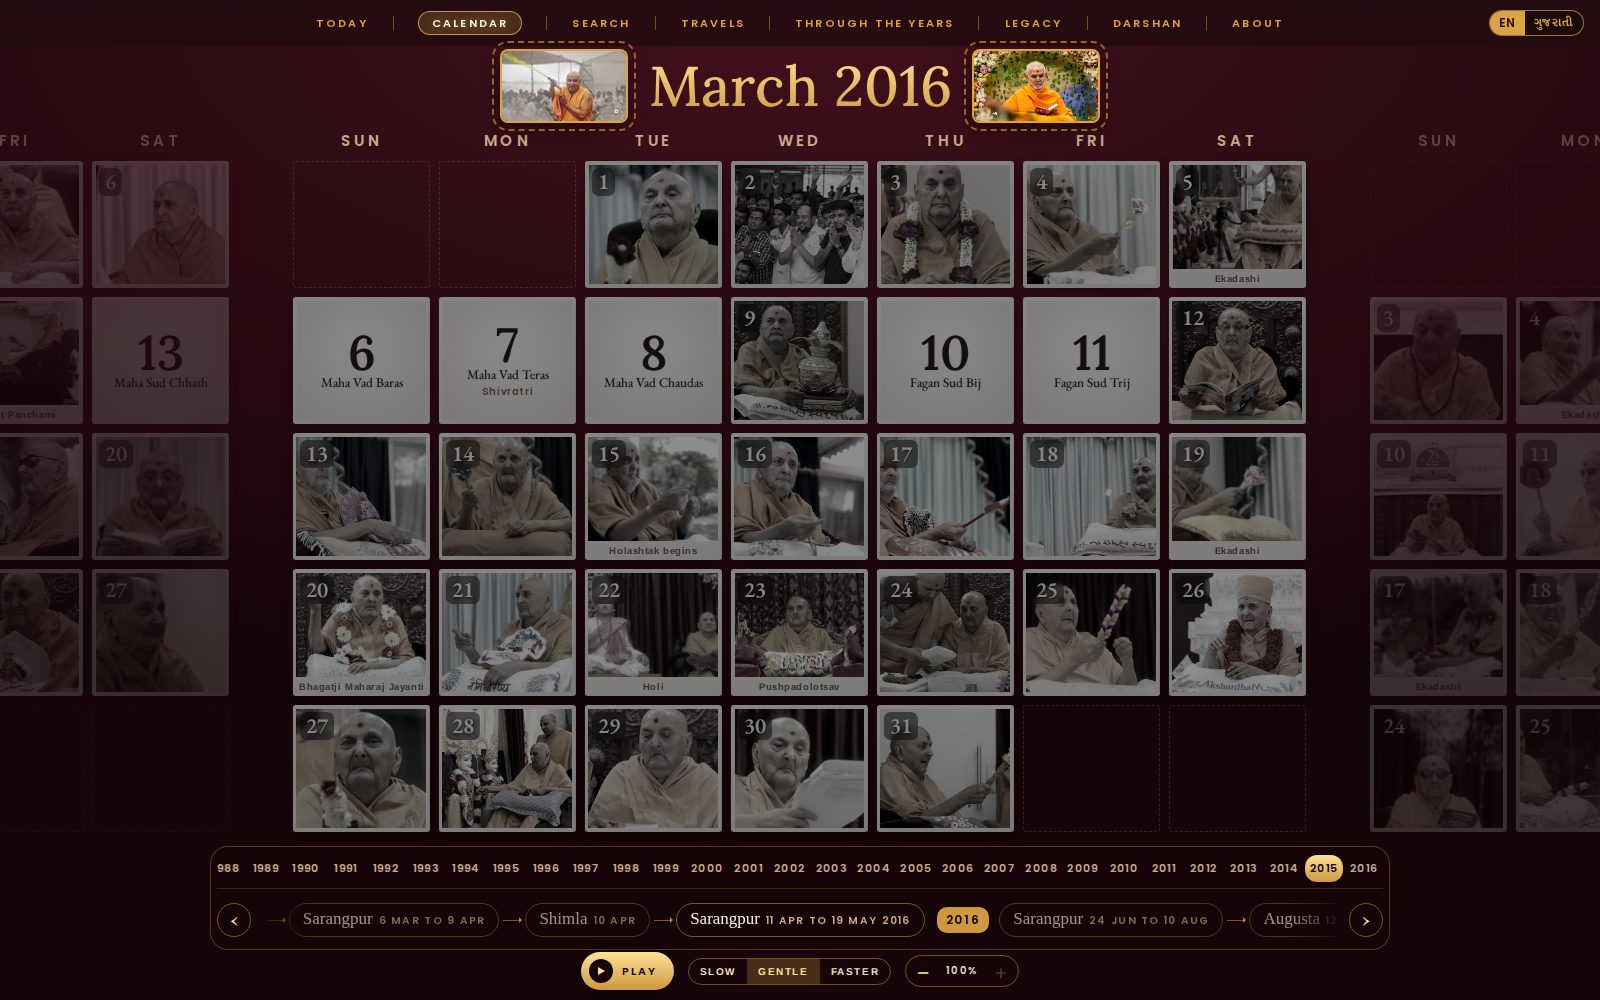 TODAY CALENDAR SEARCH TRAVELS THROUGH THE YEARS LEGACY DARSHAN ABOUT EN ગુજરાતી
March 2016
FRI SAT SUN MON TUE WED THU FRI SAT SUN MON
6 1 2 3 4 5
Ekadashi
13 6 7 8 9 10 11 12 3 4
Maha Sud Chhath Maha Vad Baras Maha Vad Teras Maha Vad Chaudas Fagan Sud Bij Fagan Sud Trij
Shivratri
t Panchami Ekadash
20 13 14 15 16 17 18 19 10 11
Holashtak begins Ekadashi
27 20 21 22 23 24 25 26 17 18
AkshardhaM
Bhagatji Maharaj Jayanti Holi Pushpadolotsav Ekadashi
27 28 29 30 31 24 25
988 1989 1990 1991 1992 1993 1994 1995 1996 1997 1998 1999 2000 2001 2002 2003 2004 2005 2006 2007 2008 2009 2010 2011 2012 2013 2014 2015 2016
Sarangpur 6 MAR TO 9 APR Shimla 10 APR Sarangpur 11 APR TO 19 MAY 2016 2016 Sarangpur 24 JUN TO 10 AUG Augusta 12
PLAY SLOW GENTLE FASTER 100%